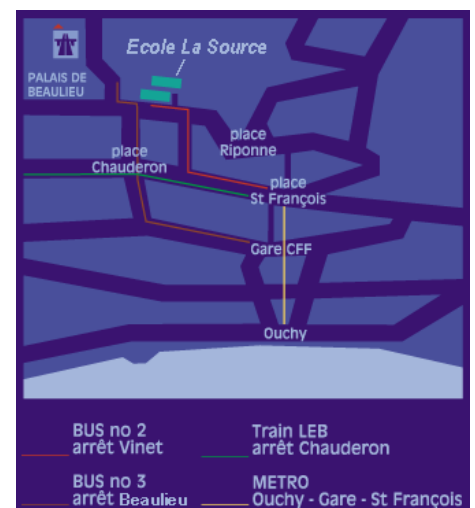 Ecole La Source
PALAIS DE
BEAULIEU
place
Riponne
place
Chauderon
place
St François
Gare CFF
Ouchy
BUS no 2
arrêt Vinet
Train LEB
arrêt Chauderon
BUS no 3
arrêt Beaulieu
METRO
Ouchy - Gare - St François